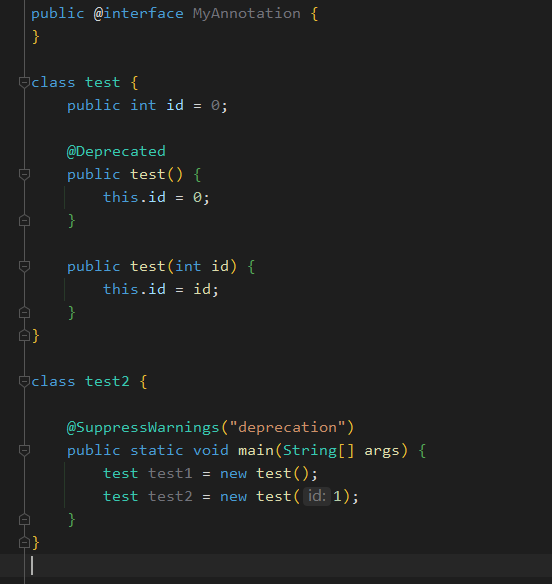 public @interface MyAnnotation {
}
class test {
public int id = 0;
@Deprecated
public test() {
this.id = 0;
}
public test(int id) {
this.id = id;
}
}
class test2 {
@SuppressWarnings("deprecation")
public static void main(String[] args) {
test test1 = new test();
test test2 = new test( id: 1);
}
}